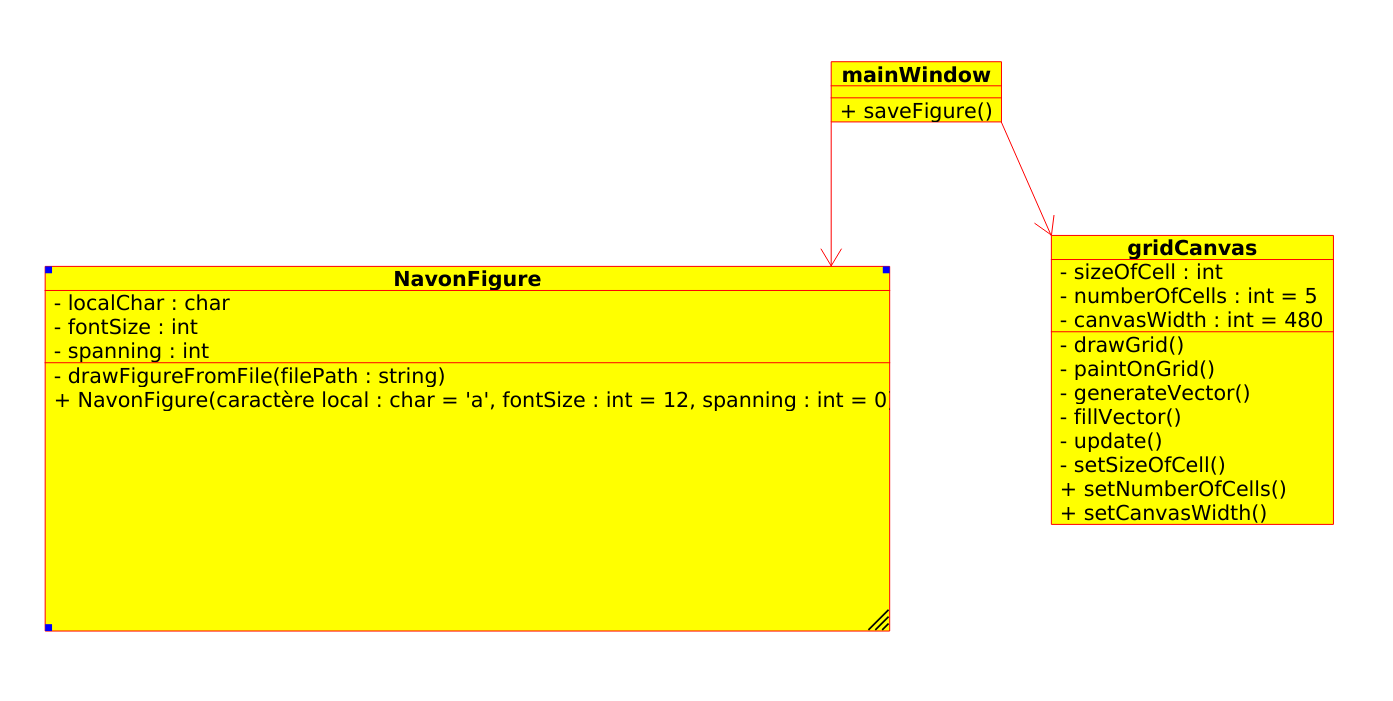 mainWindow
+ saveFigure()
NavonFigure
- localChar : char
- fontSize : int
- spanning : int
- drawFigureFromFile(filePath : string)
+ NavonFigure(caractère local : char = 'a', fontSize : int = 12, spanning : int = 0)
gridCanvas
- sizeOfCell : int
- numberOfCells : int = 5
- canvasWidth : int = 480
- drawGrid()
- paintOnGrid()
- generateVector()
- fillVector()
- update()
- setSizeOfCell()
+ setNumberOfCells()
+ setCanvasWidth()